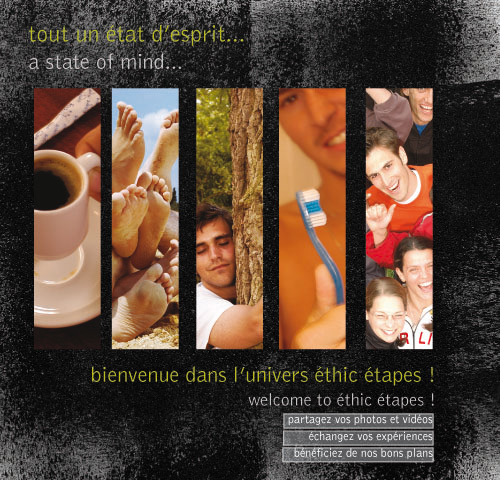 tout un état d'esprit...
a state of mind...
R LI
bienvenue dans l'univers éthic étapes !
welcome to éthic étapes !
partagez vos photos et vidéos
échangez vos expériences
bénéficiez de nos bons plans